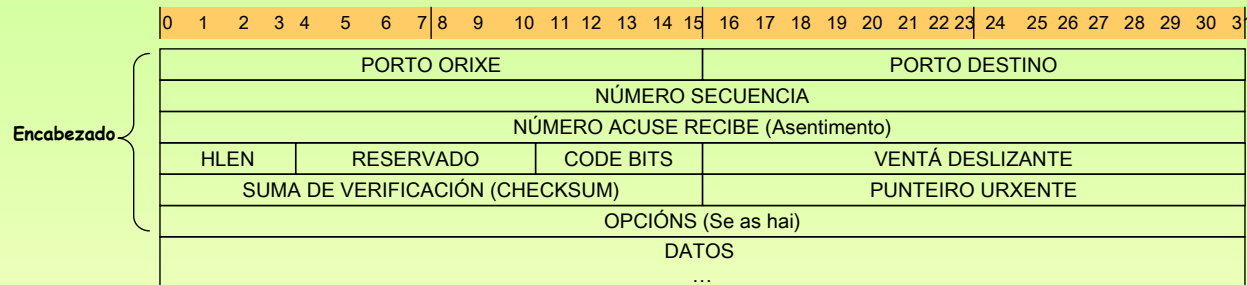 0 1 2 3 4 5 6 7 8 9 10 11 12 13 14 15 16 17 18 19 20 21 22 23 24 25 26 27 28 29 30 31
PORTO ORIXE PORTO DESTINO
NÚMERO SECUENCIA
Encabezado
NÚMERO ACUSE RECIBE (Asentimento)
HLEN RESERVADO CODE BITS VENTÁ DESLIZANTE
SUMA DE VERIFICACIÓN (CHECKSUM) PUNTEIRO URXENTE
OPCIÓNS (Se as hai)
DATOS
...